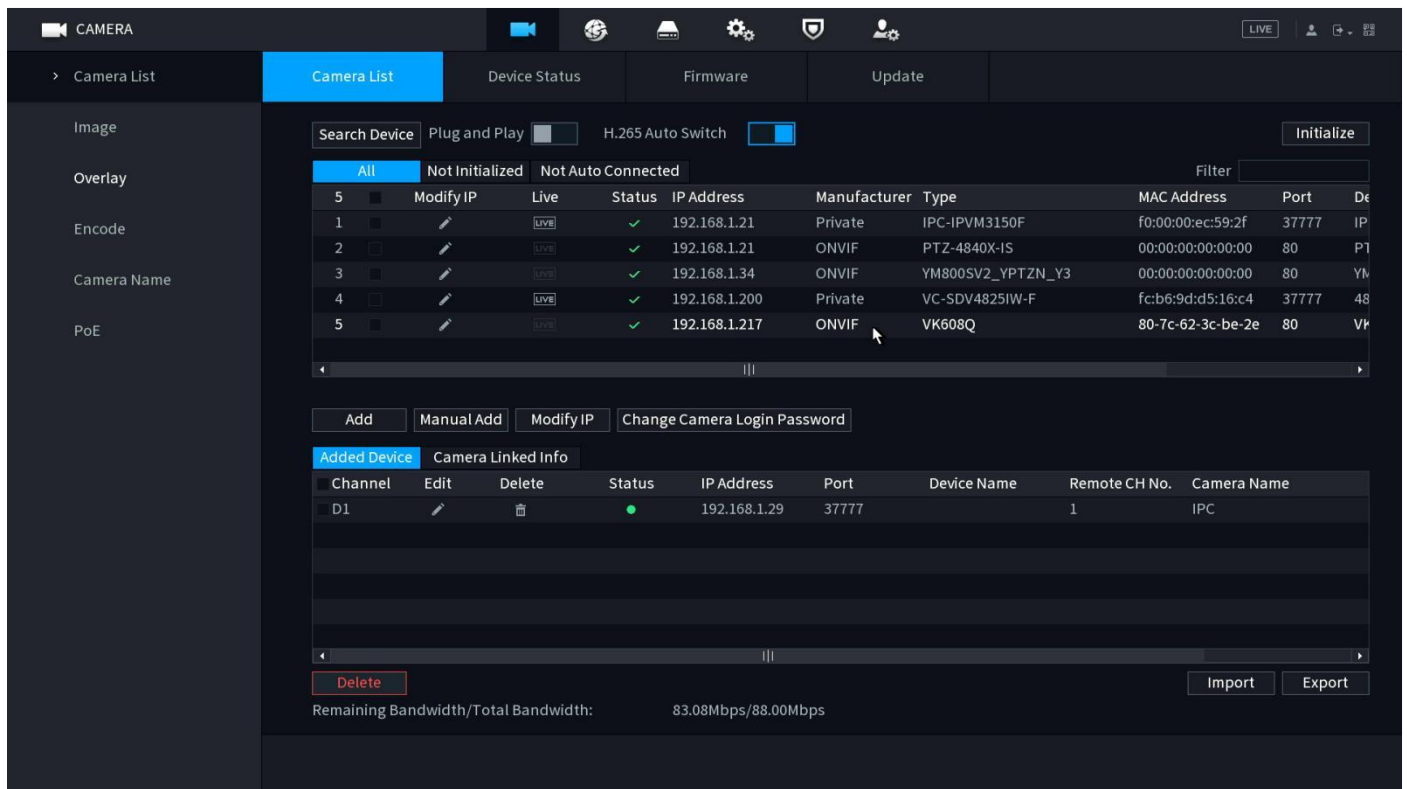 CAMERA LIVE
Camera List
Image
Overlay
Encode
Camera Name
PoE
Camera List Device Status Firmware Update
Search Device Plug and Play H.265 Auto Switch Initialize
All Not Initialized Not Auto Connected Filter
5 Modify IP Live Status IP Address Manufacturer Type MAC Address Port De
1 LIVE 192.168.1.21 Private IPC-IPVM3150F f0:00:00:ec:59:2f 37777 IP
2 LIVE 192.168.1.21 ONVIF PTZ-4840X-IS 00:00:00:00:00:00 80 PT
3 LIVE 192.168.1.34 ONVIF YM800SV2_YPTZN_Y3 00:00:00:00:00:00 80 YM
4 LIVE 192.168.1.200 Private VC-SDV4825IW-F fc:b6:9d:d5:16:c4 37777 48
5 LIVE 192.168.1.217 ONVIF VK608Q 80-7c-62-3c-be-2e 80 VK
Add Manual Add Modify IP Change Camera Login Password
Added Device Camera Linked Info
Channel Edit Delete Status IP Address Port Device Name Remote CH No. Camera Name
D1 192.168.1.29 37777 1 IPC
Delete Import Export
Remaining Bandwidth/Total Bandwidth: 83.08Mbps/88.00Mbps